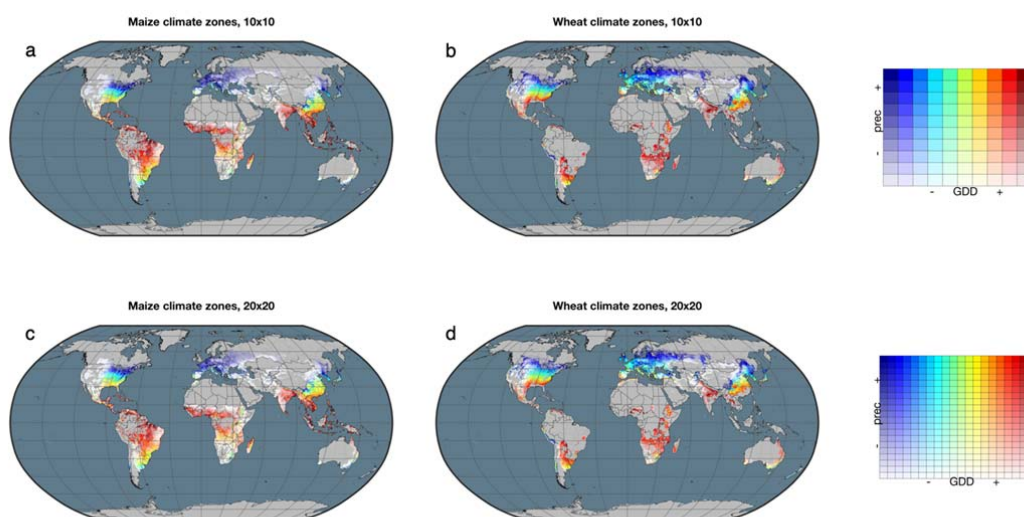 Maize climate zones, 10x10
Wheat climate zones, 10x10
a
b
+
prec
-
- GDD +
Maize climate zones, 20x20
Wheat climate zones, 20x20
c
d
+
prec
-
- GDD +